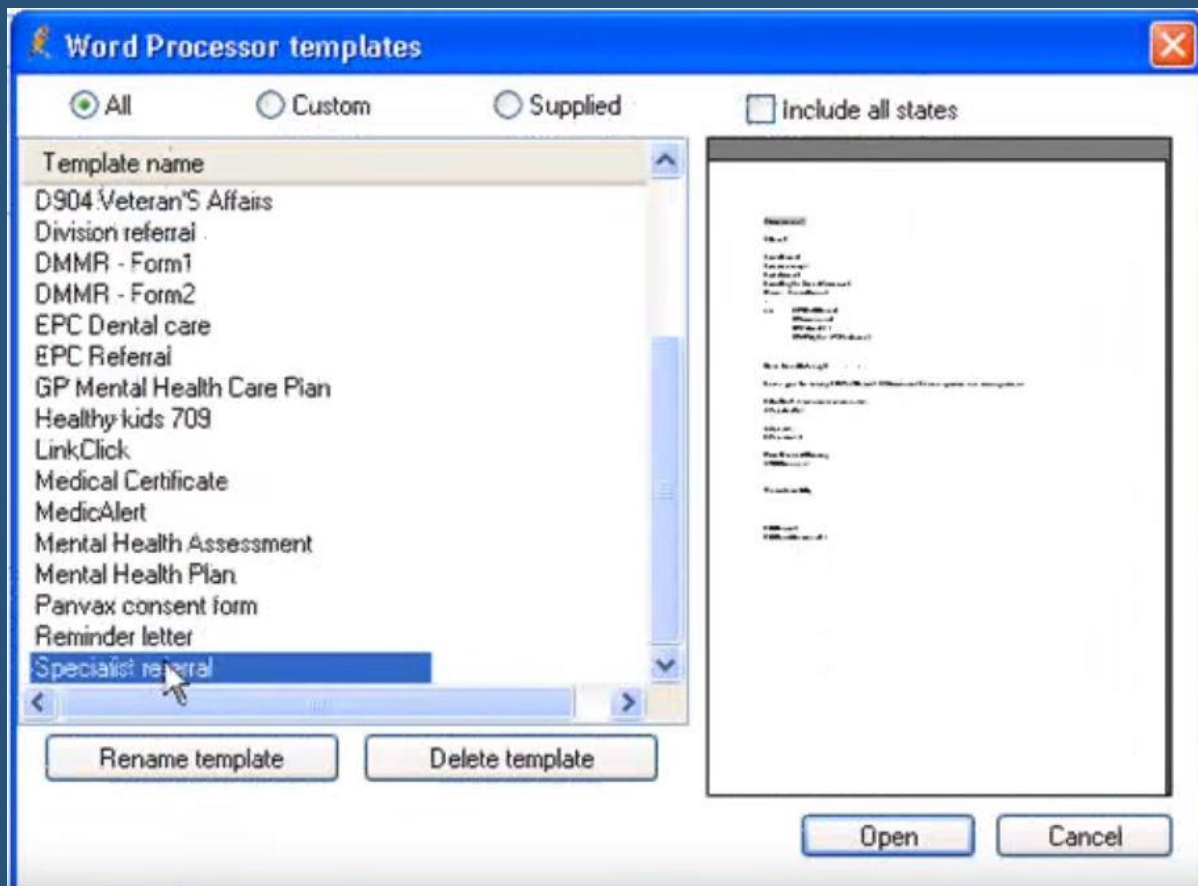 Word Processor templates
All Custom Supplied Include all states
Template name
D904 Veteran'S Affairs
Division referral
DMMR - Form1
DMMR - Form2
EPC Dental care
EPC Referral
GP Mental Health Care Plan
Healthy kids 709
LinkClick
Medical Certificate
MedicAlert
Mental Health Assessment
Mental Health Plan
Panvax consent form
Reminder letter
Specialist referral
Rename template Delete template
Open Cancel